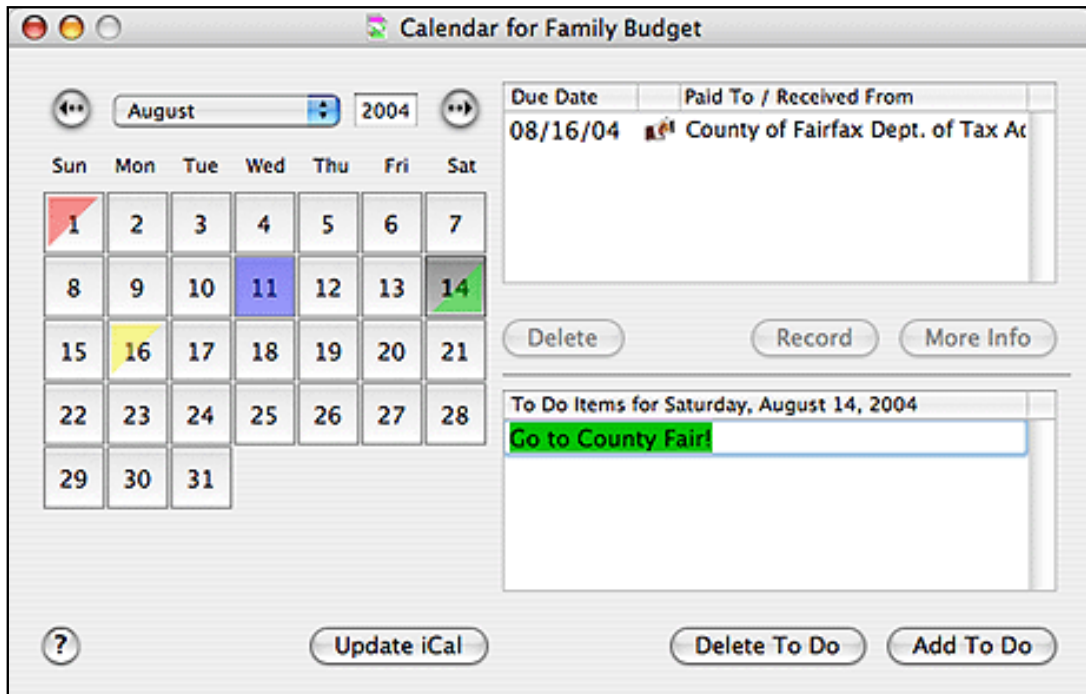 Calendar for Family Budget
August 2004
Sun Mon Tue Wed Thu Fri Sat
1 2 3 4 5 6 7
8 9 10 11 12 13 14
15 16 17 18 19 20 21
22 23 24 25 26 27 28
29 30 31
Due Date Paid To / Received From
08/16/04 County of Fairfax Dept. of Tax Ac
Delete Record More Info
To Do Items for Saturday, August 14, 2004
Go to County Fair!
? Update iCal Delete To Do Add To Do